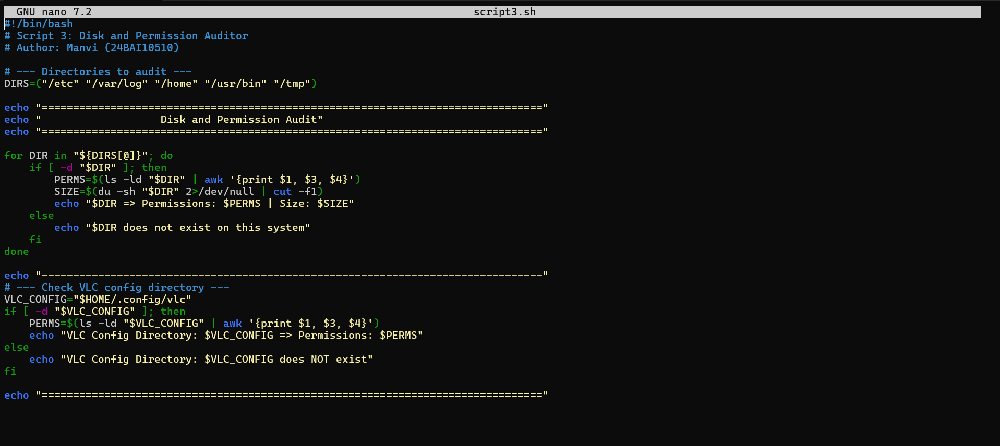 GNU nano 7.2 script3.sh
#!/bin/bash
# Script 3: Disk and Permission Auditor
# Author: Manvi (24BAI10510)

# --- Directories to audit ---
DIRS=("/etc" "/var/log" "/home" "/usr/bin" "/tmp")

echo "================================================================================"
echo "                   Disk and Permission Audit"
echo "================================================================================"

for DIR in "${DIRS[@]}"; do
    if [ -d "$DIR" ]; then
        PERMS=$(ls -ld "$DIR" | awk '{print $1, $3, $4}')
        SIZE=$(du -sh "$DIR" 2>/dev/null | cut -f1)
        echo "$DIR => Permissions: $PERMS | Size: $SIZE"
    else
        echo "$DIR does not exist on this system"
    fi
done

echo "--------------------------------------------------------------------------------"
# --- Check VLC config directory ---
VLC_CONFIG="$HOME/.config/vlc"
if [ -d "$VLC_CONFIG" ]; then
    PERMS=$(ls -ld "$VLC_CONFIG" | awk '{print $1, $3, $4}')
    echo "VLC Config Directory: $VLC_CONFIG => Permissions: $PERMS"
else
    echo "VLC Config Directory: $VLC_CONFIG does NOT exist"
fi

echo "================================================================================"